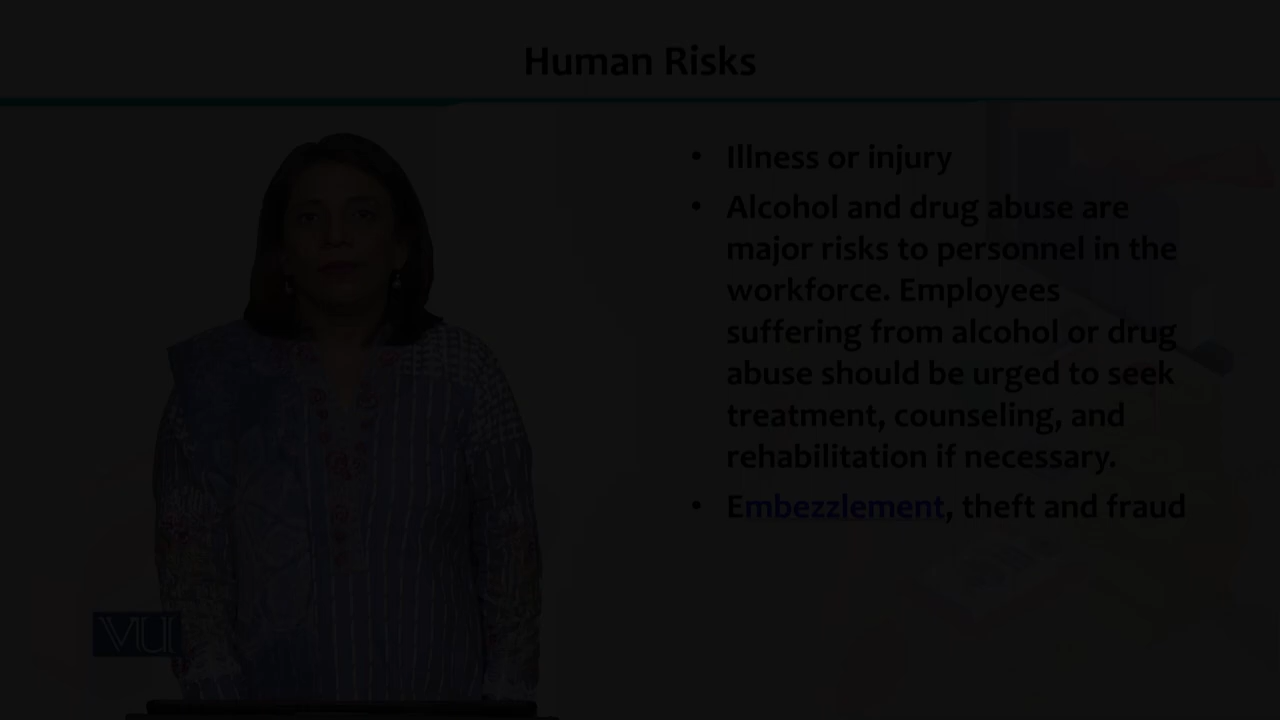 Human Risks
• Illness or injury
• Alcohol and drug abuse are
major risks to personnel in the
workforce. Employees
suffering from alcohol or drug
abuse should be urged to seek
treatment, counseling, and
rehabilitation if necessary.
• Embezzlement, theft and fraud
VU